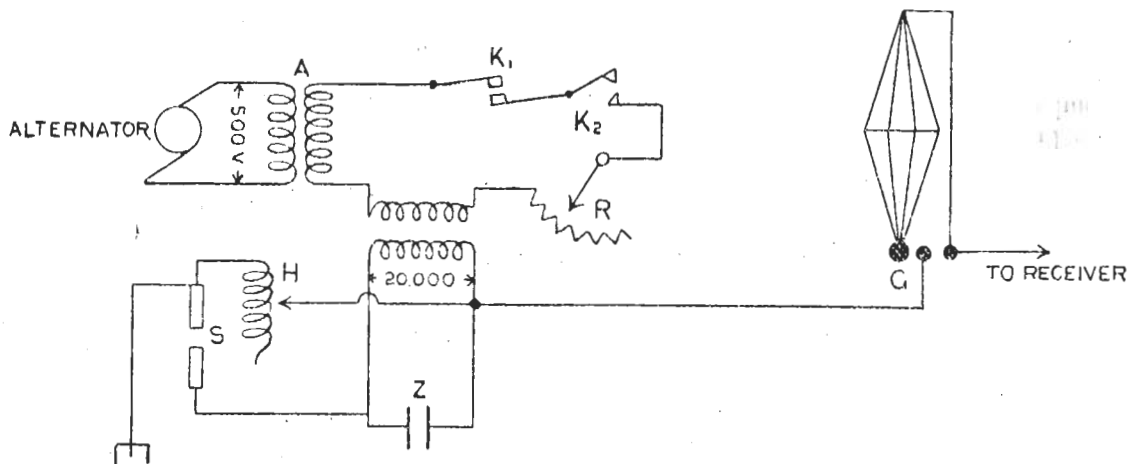 A
K₁
ALTERNATOR
500 V
K₂
R
H
20.000
G
TO RECEIVER
S
Z